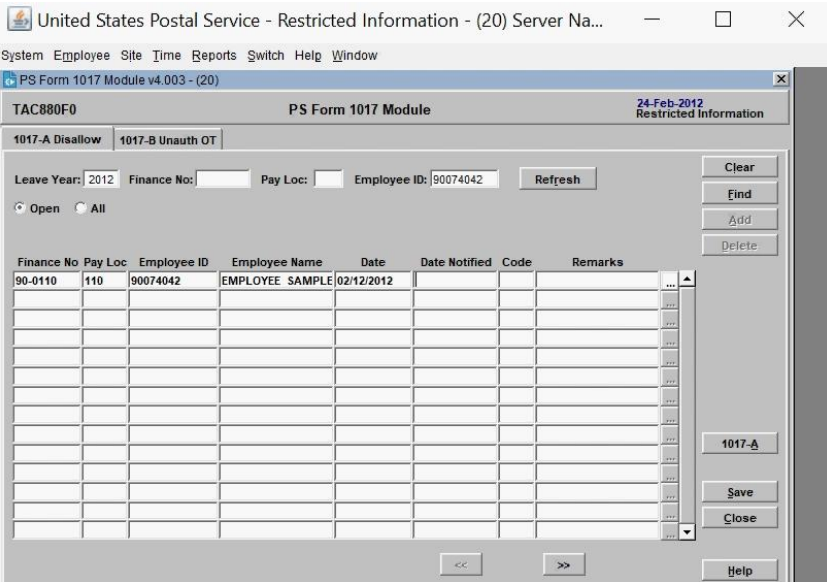 United States Postal Service - Restricted Information - (20) Server Na...
System Employee Site Time Reports Switch Help Window
PS Form 1017 Module v4.003 - (20)
TAC880F0 PS Form 1017 Module 24-Feb-2012
Restricted Information
1017-A Disallow 1017-B Unauth OT
Clear
Leave Year: 2012 Finance No: Pay Loc: Employee ID: 90074042 Refresh
Find
Open All
Add
Delete
Finance No Pay Loc Employee ID Employee Name Date Date Notified Code Remarks
90-0110 110 90074042 EMPLOYEE SAMPLE 02/12/2012 ...
...
...
...
...
...
...
...
...
1017-A
...
...
Save
...
Close
...
...
<< >>
Help